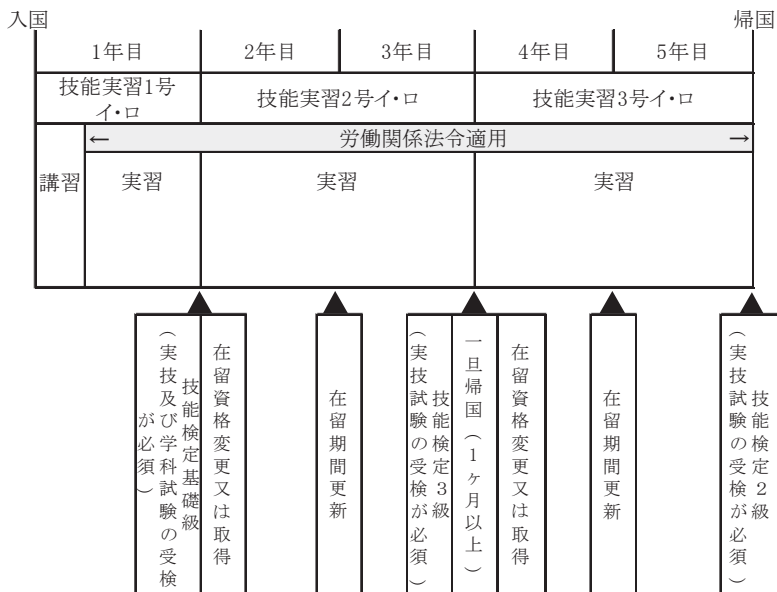 入国
帰国
1年目
2年目
3年目
4年目
5年目
技能実習1号
イ・ロ
技能実習2号イ・ロ
技能実習3号イ・ロ
← 労働関係法令適用 →
講習
実習
実習
実習
技能検定基礎級
（実技及び学科試験の受検
が必須）
在留資格変更又は取得
在留期間更新
技能検定3級
（実技試験の受検が必須）
一旦帰国（1ヶ月以上）
在留資格変更又は取得
在留期間更新
技能検定2級
（実技試験の受検が必須）